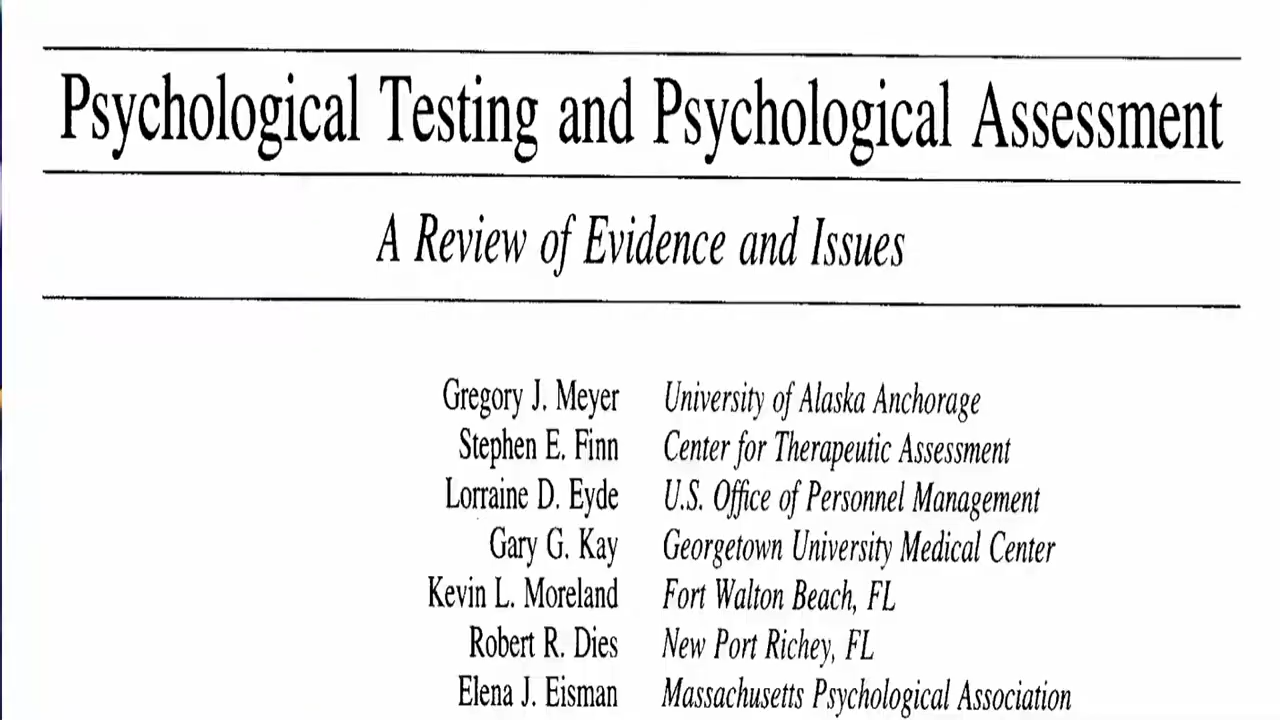 Psychological Testing and Psychological Assessment
A Review of Evidence and Issues
Gregory J. Meyer University of Alaska Anchorage
Stephen E. Finn Center for Therapeutic Assessment
Lorraine D. Eyde U.S. Office of Personnel Management
Gary G. Kay Georgetown University Medical Center
Kevin L. Moreland Fort Walton Beach, FL
Robert R. Dies New Port Richey, FL
Elena J. Eisman Massachusetts Psychological Association